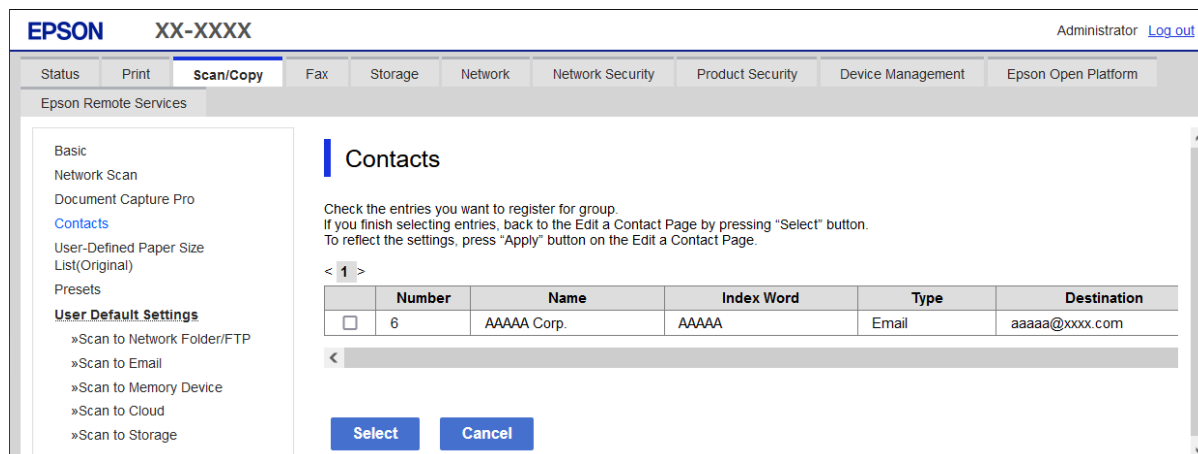 EPSON XX-XXXX Administrator Log out
Status Print Scan/Copy Fax Storage Network Network Security Product Security Device Management Epson Open Platform
Epson Remote Services
Basic
Network Scan
Document Capture Pro
Contacts
User-Defined Paper Size
List(Original)
Presets
User Default Settings
»Scan to Network Folder/FTP
»Scan to Email
»Scan to Memory Device
»Scan to Cloud
»Scan to Storage
Contacts
Check the entries you want to register for group.
If you finish selecting entries, back to the Edit a Contact Page by pressing “Select” button.
To reflect the settings, press “Apply” button on the Edit a Contact Page.
< 1 >
Number Name Index Word Type Destination
6 AAAAA Corp. AAAAA Email aaaaa@xxxx.com
Select Cancel